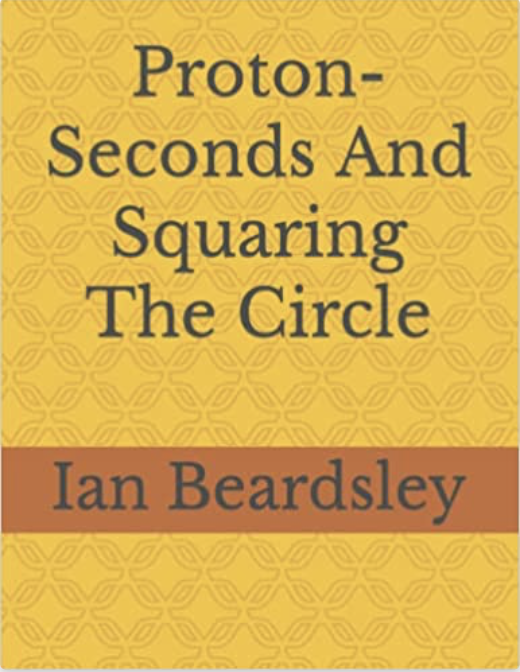 Proton-
Seconds And
Squaring
The Circle
Ian Beardsley